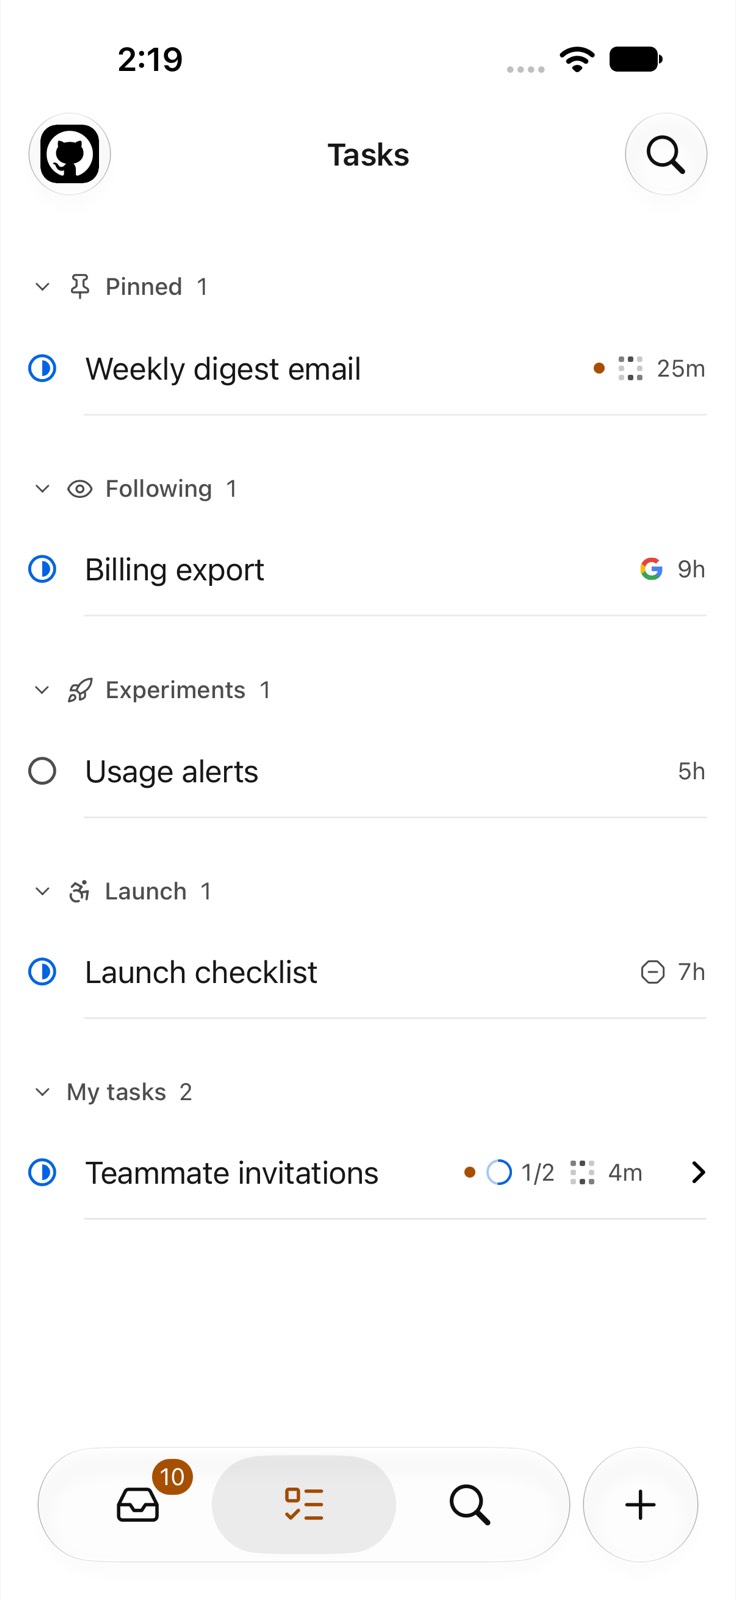 2:19
Tasks
Pinned 1
Weekly digest email 25m
Following 1
Billing export 9h
Experiments 1
Usage alerts 5h
Launch 1
Launch checklist 7h
My tasks 2
Teammate invitations 1/2 4m
10